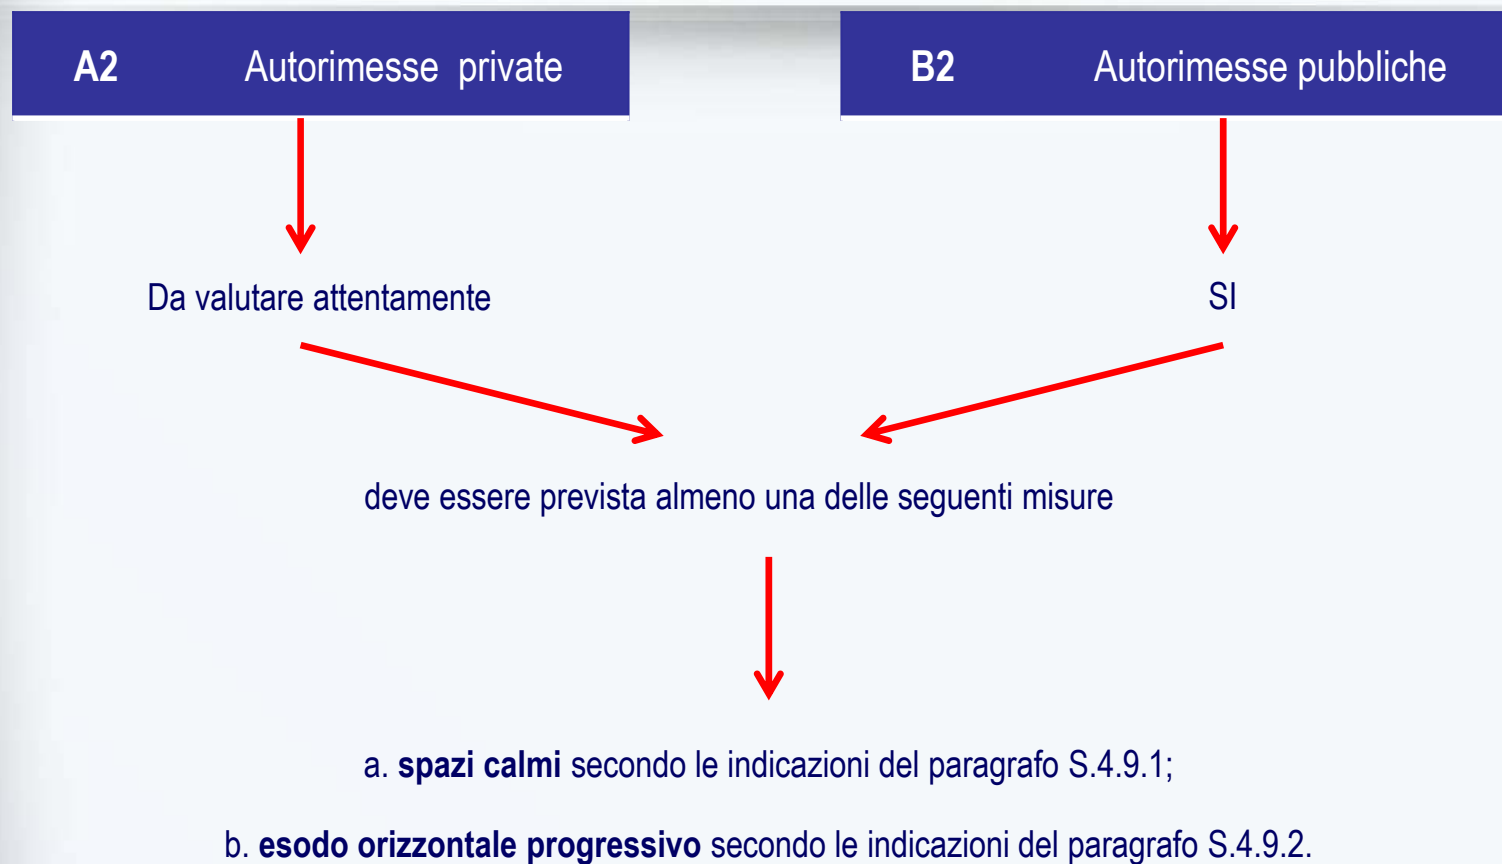 A2 Autorimesse private
B2 Autorimesse pubbliche
Da valutare attentamente
SI
deve essere prevista almeno una delle seguenti misure
a. spazi calmi secondo le indicazioni del paragrafo S.4.9.1;
b. esodo orizzontale progressivo secondo le indicazioni del paragrafo S.4.9.2.